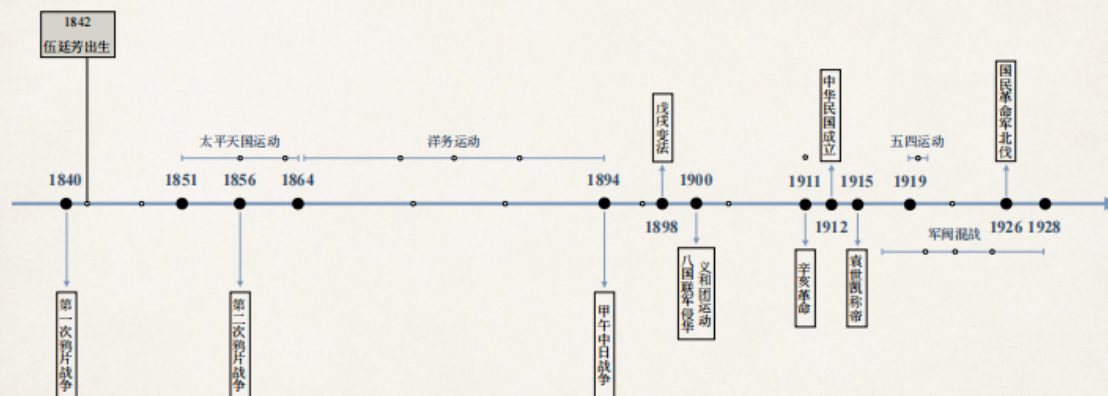 1842
伍廷芳出生
国民革命军北伐
中华民国成立
戊戌变法
太平天国运动
洋务运动
五四运动
1840
1851
1856
1864
1894
1900
1911
1915
1919
1898
1912
1926
1928
军阀混战
义和团运动
八国联军侵华
辛亥革命
袁世凯称帝
第一次鸦片战争
第二次鸦片战争
甲午中日战争